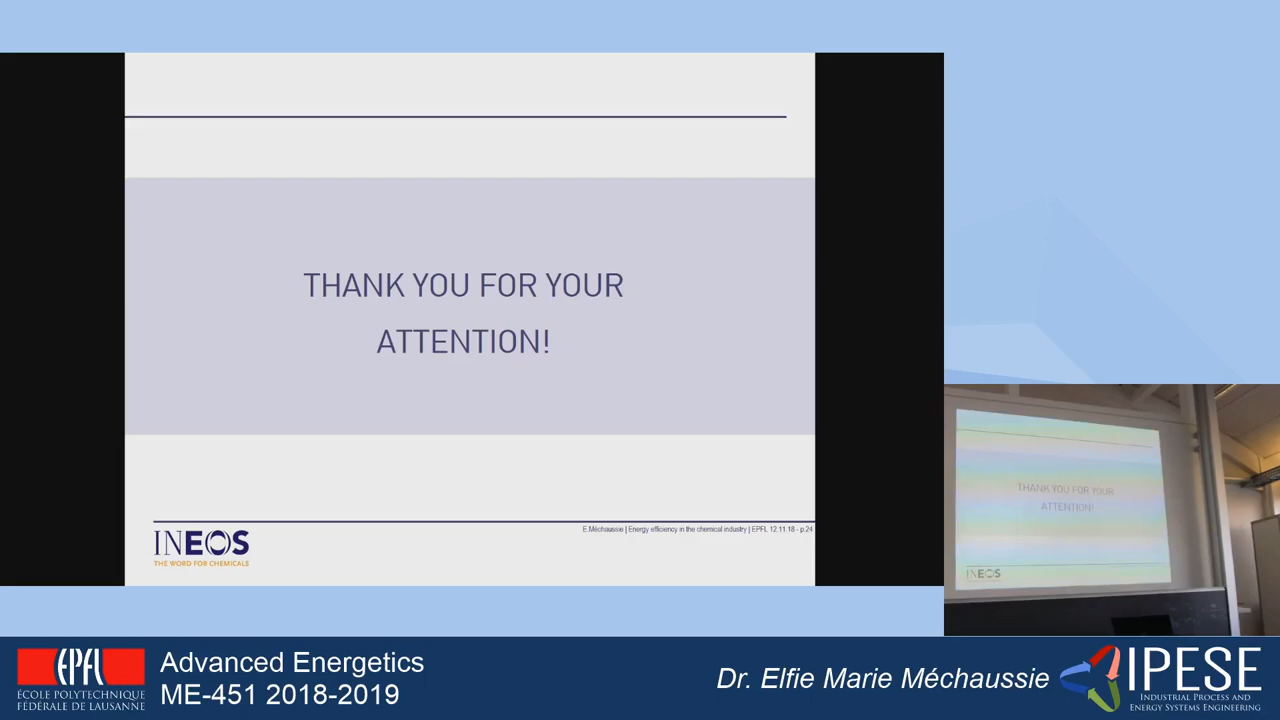 THANK YOU FOR YOUR
ATTENTION!
INEOS
THE WORD FOR CHEMICALS
E.Méchaussie | Energy efficiency in the chemical industry | EPFL 12.11.18 - p.24
THANK YOU FOR YOUR
ATTENTION!
INEOS
EPFL
ÉCOLE POLYTECHNIQUE
FÉDÉRALE DE LAUSANNE
Advanced Energetics
ME-451 2018-2019
Dr. Elfie Marie Méchaussie
IPESE
INDUSTRIAL PROCESS AND
ENERGY SYSTEMS ENGINEERING